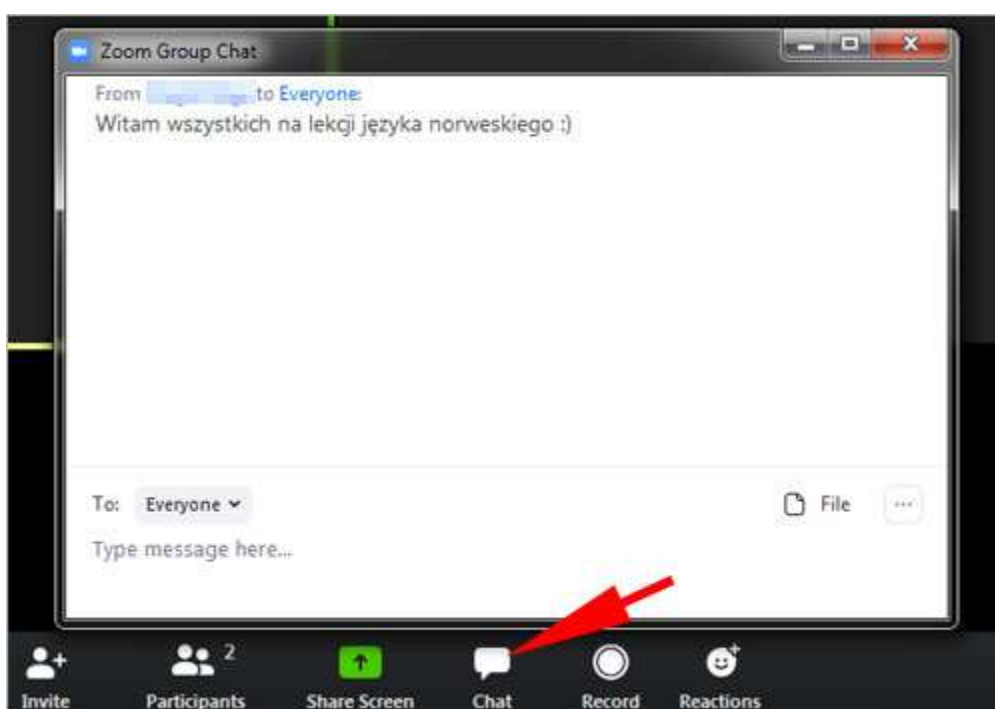 Zoom Group Chat
From to Everyone:
Witam wszystkich na lekcji języka norweskiego :)
To: Everyone
File
...
Type message here...
2
Invite
Participants
Share Screen
Chat
Record
Reactions